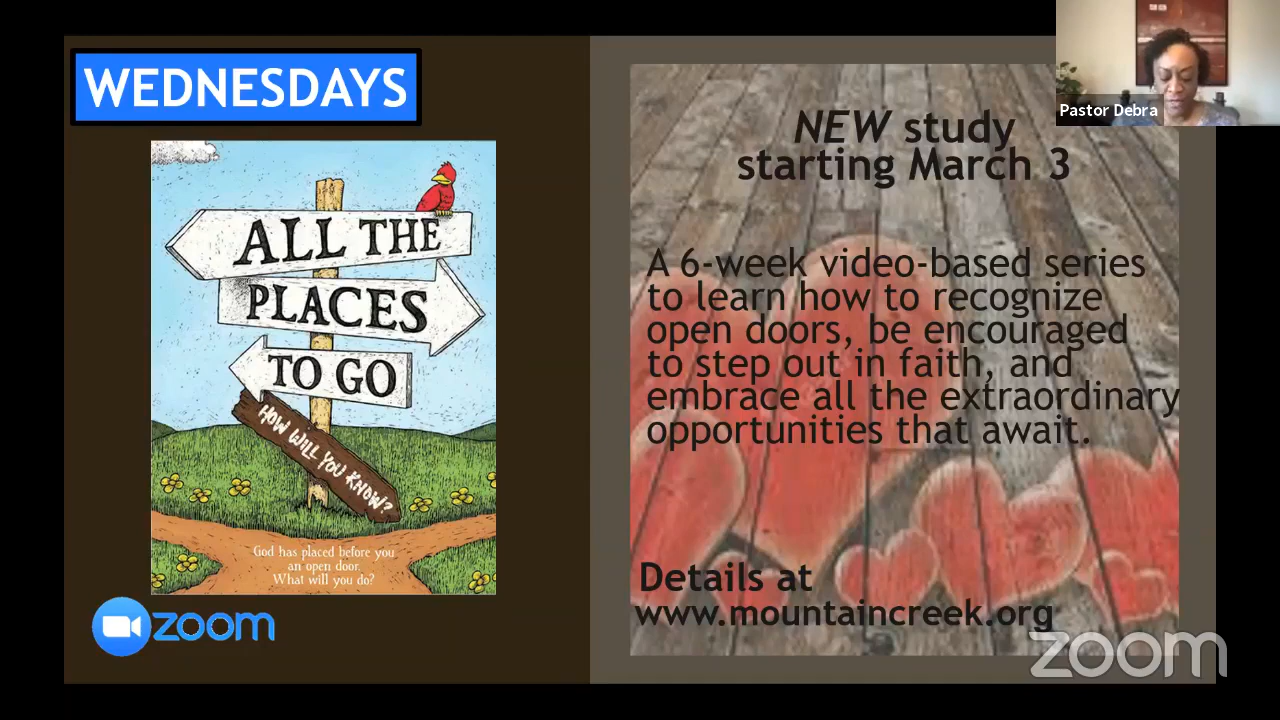 WEDNESDAYS
ALL THE
PLACES
TO GO
HOW WILL YOU KNOW?
God has placed before you
an open door.
What will you do?
zoom
Pastor Debra
NEW study
starting March 3
A 6-week video-based series
to learn how to recognize
open doors, be encouraged
to step out in faith, and
embrace all the extraordinary
opportunities that await.
Details at
www.mountaincreek.org
zoom